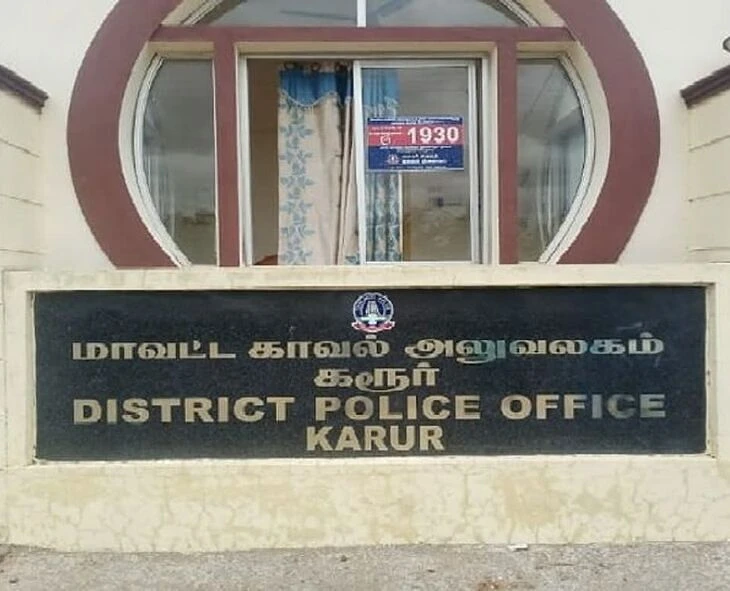 1930
மாவட்ட காவல் அலுவலகம்
கரூர்
DISTRICT POLICE OFFICE
KARUR